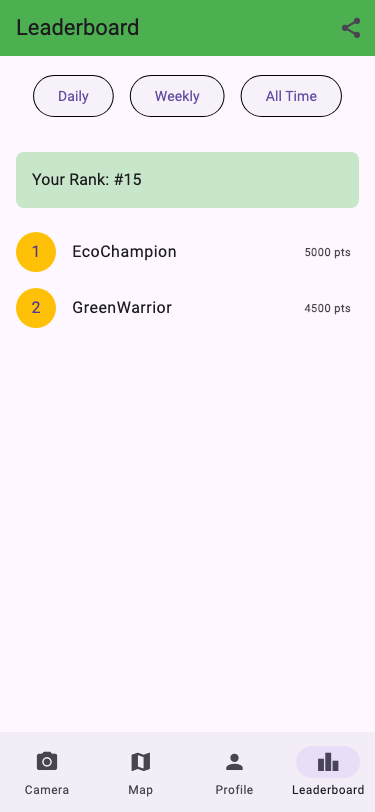 Leaderboard
Daily Weekly All Time
Your Rank: #15
1 EcoChampion 5000 pts
2 GreenWarrior 4500 pts
Camera Map Profile Leaderboard